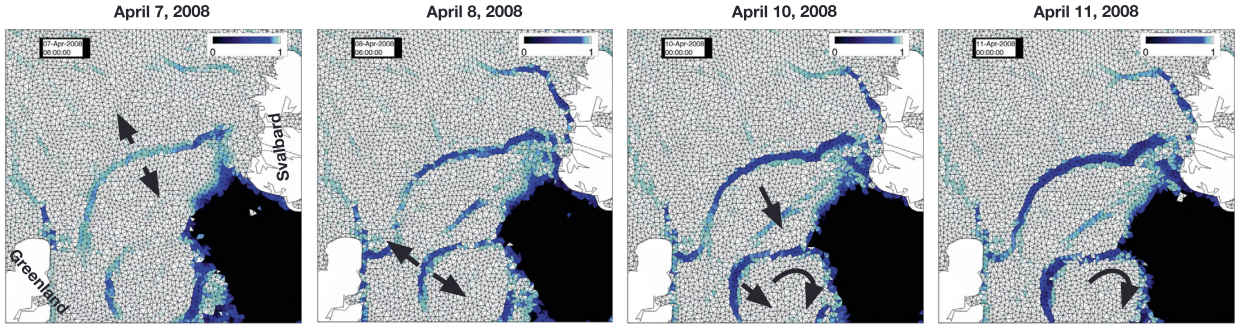 April 7, 2008
April 8, 2008
April 10, 2008
April 11, 2008
07-Apr-2008
06:00:00
0 1
Svalbard
Greenland
08-Apr-2008
06:00:00
0 1
10-Apr-2008
00:00:00
0 1
11-Apr-2008
00:00:00
0 1